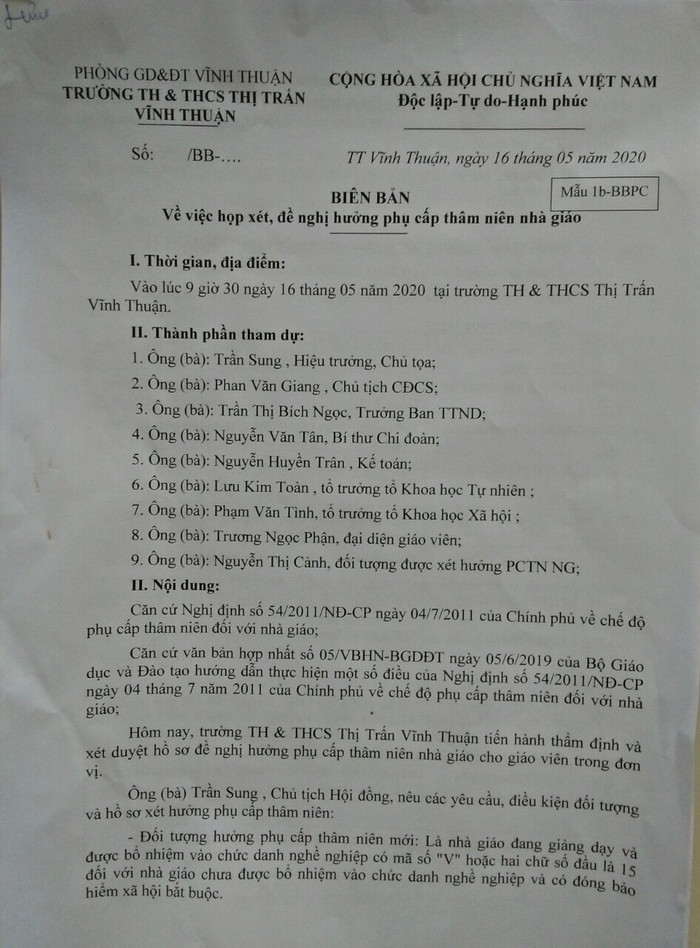 PHÒNG GD&ĐT VĨNH THUẬN
TRƯỜNG TH & THCS THỊ TRẤN
VĨNH THUẬN
CỘNG HÒA XÃ HỘI CHỦ NGHĨA VIỆT NAM
Độc lập-Tự do-Hạnh phúc
Số: /BB-....
TT Vĩnh Thuận, ngày 16 tháng 05 năm 2020
Mẫu 1b-BBPC
BIÊN BẢN
Về việc họp xét, đề nghị hưởng phụ cấp thâm niên nhà giáo
I. Thời gian, địa điểm:
Vào lúc 9 giờ 30 ngày 16 tháng 05 năm 2020 tại trường TH & THCS Thị Trấn
Vĩnh Thuận.
II. Thành phần tham dự:
1. Ông (bà): Trần Sung , Hiệu trưởng, Chủ tọa;
2. Ông (bà): Phan Văn Giang , Chủ tịch CĐCS;
3. Ông (bà): Trần Thị Bích Ngọc, Trưởng Ban TTND;
4. Ông (bà): Nguyễn Văn Tân, Bí thư Chi đoàn;
5. Ông (bà): Nguyễn Huyền Trân , Kế toán;
6. Ông (bà): Lưu Kim Toàn , tổ trưởng tổ Khoa học Tự nhiên ;
7. Ông (bà): Phạm Văn Tình, tổ trưởng tổ Khoa học Xã hội ;
8. Ông (bà): Trương Ngọc Phận, đại diện giáo viên;
9. Ông (bà): Nguyễn Thị Cảnh, đối tượng được xét hưởng PCTN NG;
II. Nội dung:
Căn cứ Nghị định số 54/2011/NĐ-CP ngày 04/7/2011 của Chính phủ về chế độ
phụ cấp thâm niên đối với nhà giáo;
Căn cứ văn bản hợp nhất số 05/VBHN-BGDĐT ngày 05/6/2019 của Bộ Giáo
dục và Đào tạo hướng dẫn thực hiện một số điều của Nghị định số 54/2011/NĐ-CP
ngày 04 tháng 7 năm 2011 của Chính phủ về chế độ phụ cấp thâm niên đối với nhà
giáo;
Hôm nay, trường TH & THCS Thị Trấn Vĩnh Thuận tiến hành thẩm định và
xét duyệt hồ sơ đề nghị hưởng phụ cấp thâm niên nhà giáo cho giáo viên trong đơn
vị.
Ông (bà) Trần Sung , Chủ tịch Hội đồng, nêu các yêu cầu, điều kiện đối tượng
và hồ sơ xét hưởng phụ cấp thâm niên:
- Đối tượng hưởng phụ cấp thâm niên mới: Là nhà giáo đang giảng dạy và
được bổ nhiệm vào chức danh nghề nghiệp có mã số "V" hoặc hai chữ số đầu là 15
đối với nhà giáo chưa được bổ nhiệm vào chức danh nghề nghiệp và có đóng bảo
hiểm xã hội bắt buộc.